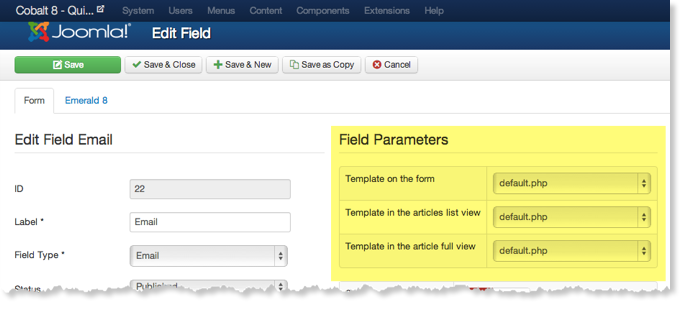 Cobalt 8 - Qui... System Users Menus Content Components Extensions Help
Joomla!® Edit Field
Save Save & Close Save & New Save as Copy Cancel
Form Emerald 8
Edit Field Email
ID 22
Label * Email
Field Type * Email
Status Published
Field Parameters
Template on the form default.php
Template in the articles list view default.php
Template in the article full view default.php